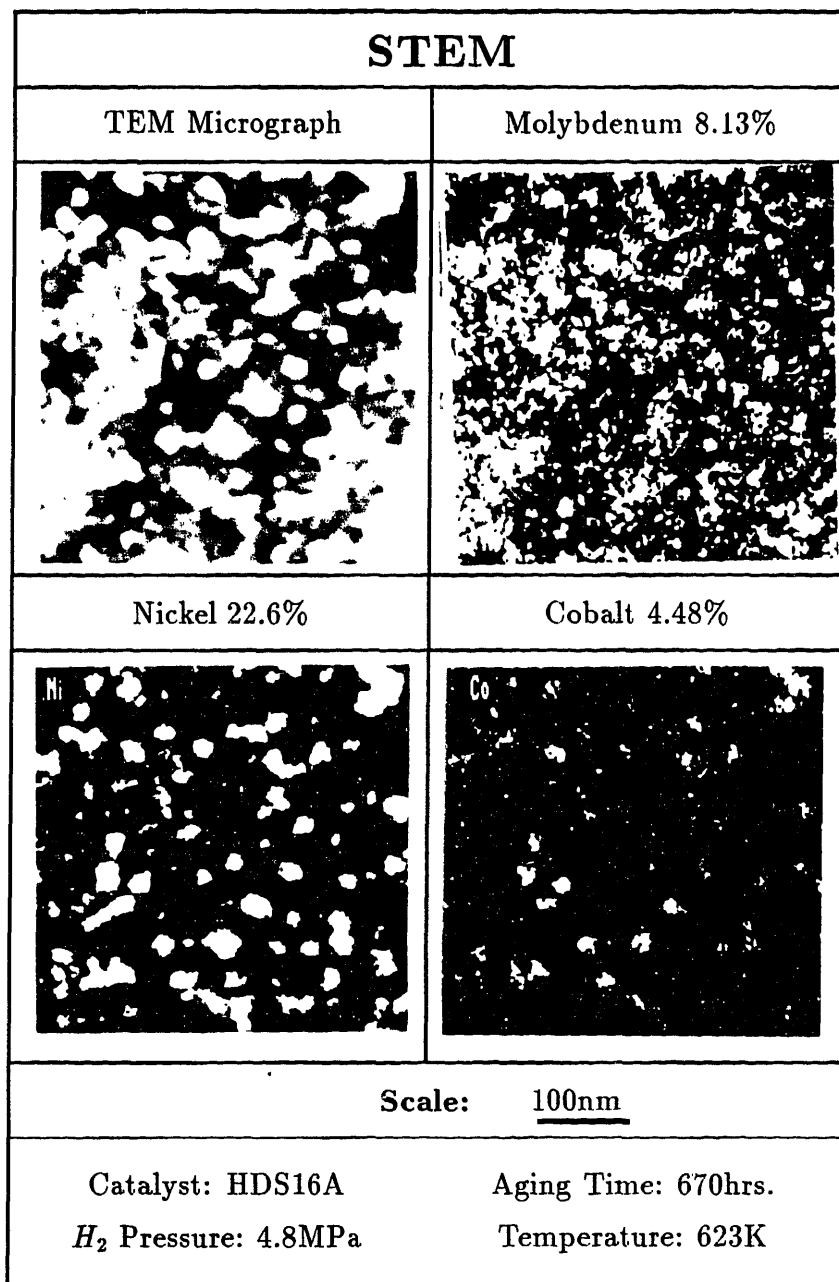 STEM
TEM Micrograph
Molybdenum 8.13%
Nickel 22.6%
Cobalt 4.48%
Ni
Co
Scale: 100nm
Catalyst: HDS16A
Aging Time: 670hrs.
H₂ Pressure: 4.8MPa
Temperature: 623K